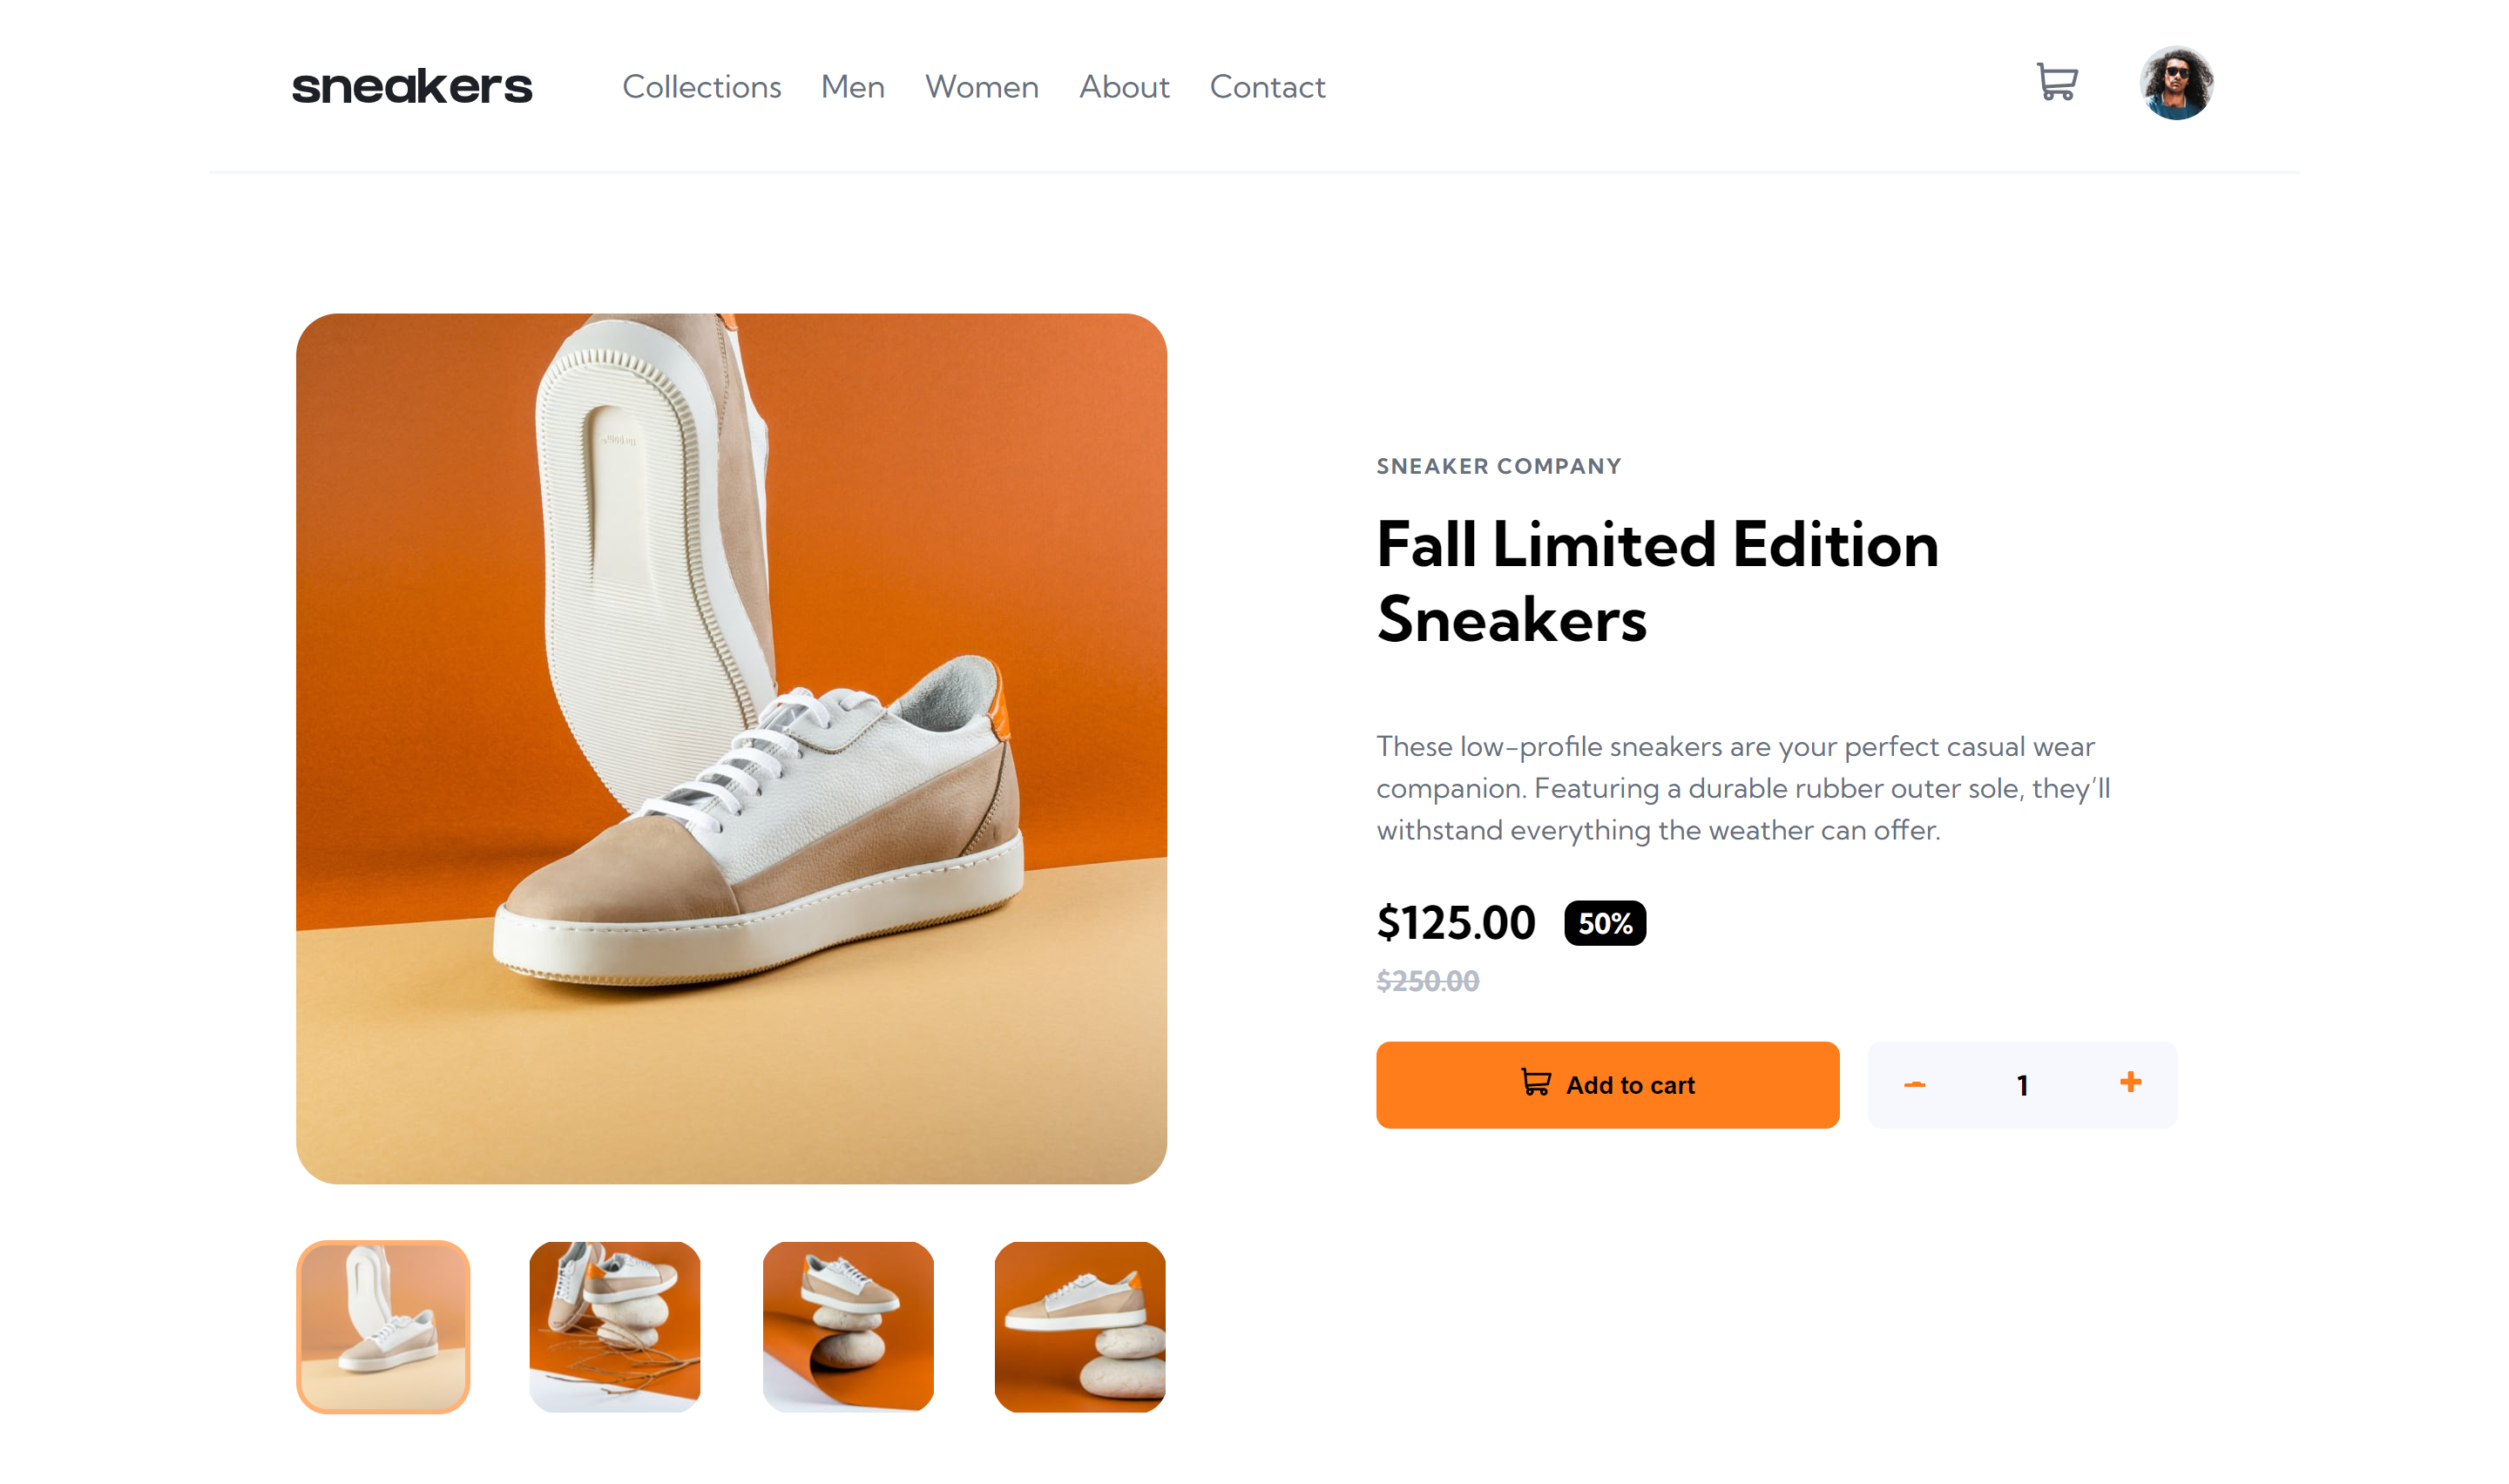 sneakers
Collections Men Women About Contact
SNEAKER COMPANY
Fall Limited Edition
Sneakers
These low-profile sneakers are your perfect casual wear
companion. Featuring a durable rubber outer sole, they’ll
withstand everything the weather can offer.
$125.00 50%
$250.00
Add to cart - 1 +